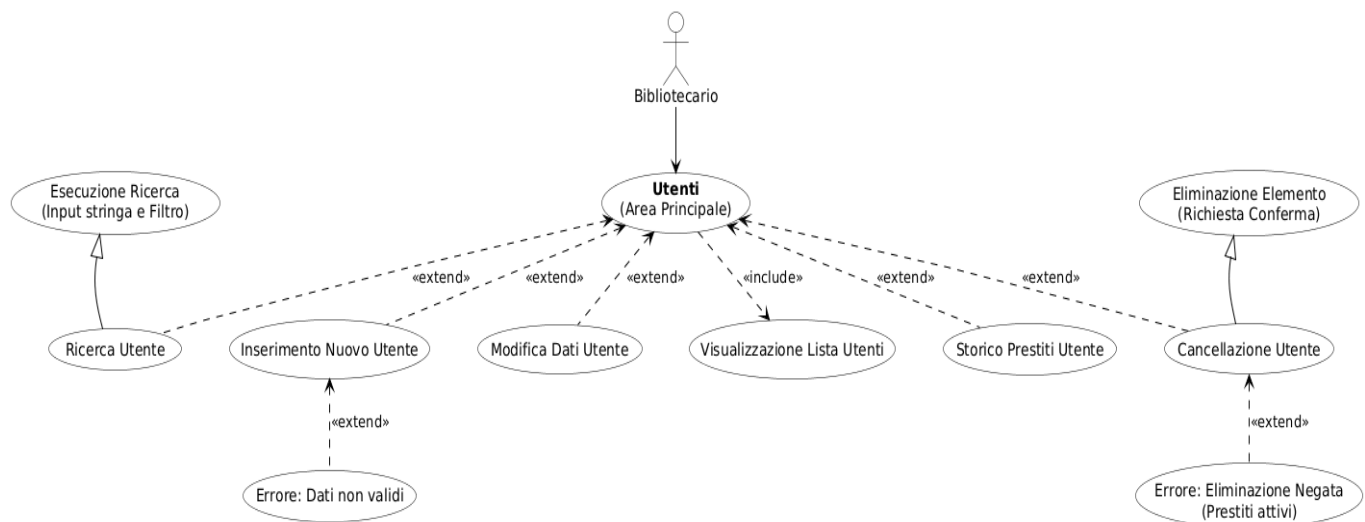 Bibliotecario
Esecuzione Ricerca
(Input stringa e Filtro)
Utenti
(Area Principale)
Eliminazione Elemento
(Richiesta Conferma)
«extend»
«extend»
«extend»
«include»
«extend»
«extend»
Ricerca Utente
Inserimento Nuovo Utente
Modifica Dati Utente
Visualizzazione Lista Utenti
Storico Prestiti Utente
Cancellazione Utente
«extend»
«extend»
Errore: Dati non validi
Errore: Eliminazione Negata
(Prestiti attivi)